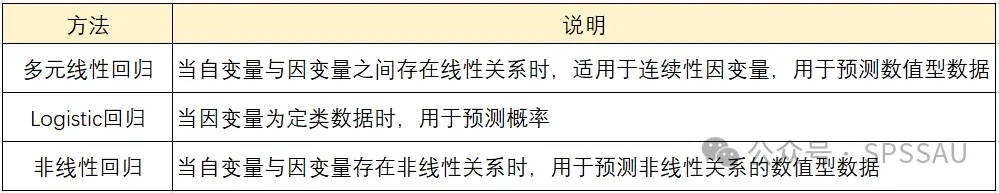 方法 说明
多元线性回归 当自变量与因变量之间存在线性关系时，适用于连续性因变量，用于预测数值型数据
Logistic回归 当因变量为定类数据时，用于预测概率
非线性回归 当自变量与因变量存在非线性关系时，用于预测非线性关系的数值型数据
公众号 · SPSSAU